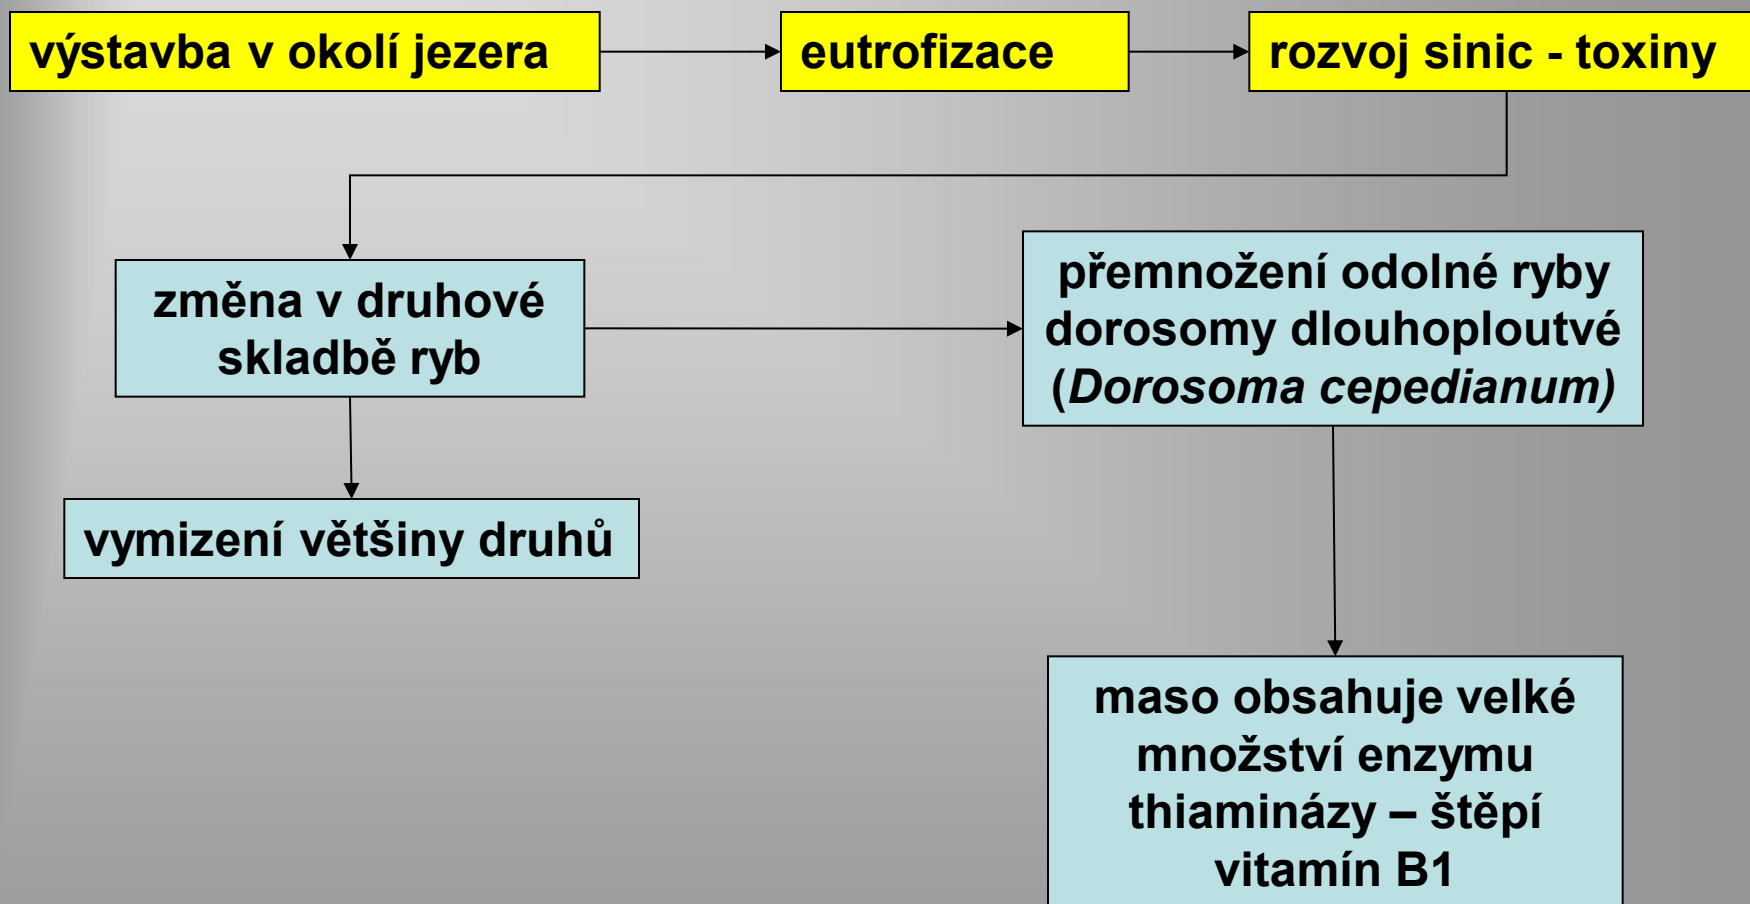 výstavba v okolí jezera
eutrofizace
rozvoj sinic - toxiny
změna v druhové
skladbě ryb
přemnožení odolné ryby
dorosomy dlouhoploutvé
(Dorosoma cepedianum)
vymizení většiny druhů
maso obsahuje velké
množství enzymu
thiaminázy – štěpí
vitamín B1